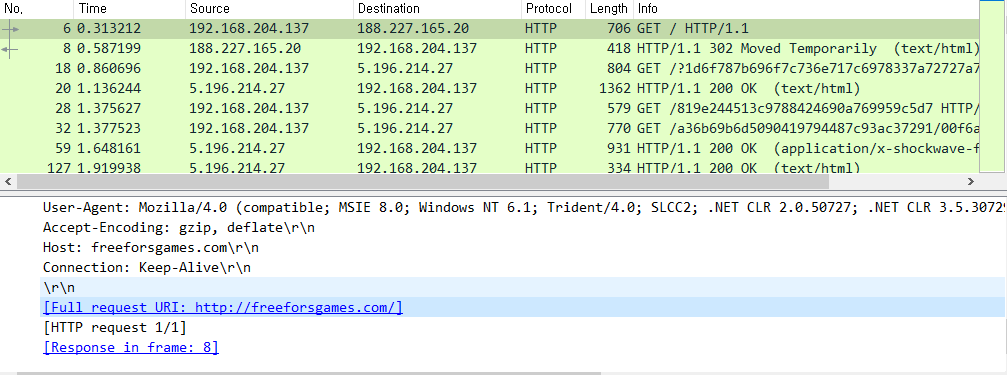 No. Time Source Destination Protocol Length Info
6 0.313212 192.168.204.137 188.227.165.20 HTTP 706 GET / HTTP/1.1
8 0.587199 188.227.165.20 192.168.204.137 HTTP 418 HTTP/1.1 302 Moved Temporarily (text/html)
18 0.860696 192.168.204.137 5.196.214.27 HTTP 804 GET /?1d6f787b696f7c736e717c6978337a72727a7
20 1.136244 5.196.214.27 192.168.204.137 HTTP 1362 HTTP/1.1 200 OK (text/html)
28 1.375627 192.168.204.137 5.196.214.27 HTTP 579 GET /819e244513c9788424690a769959c5d7 HTTP/
32 1.377523 192.168.204.137 5.196.214.27 HTTP 770 GET /a36b69b6d5090419794487c93ac37291/00f6a
59 1.648161 5.196.214.27 192.168.204.137 HTTP 931 HTTP/1.1 200 OK (application/x-shockwave-f
127 1.919938 5.196.214.27 192.168.204.137 HTTP 334 HTTP/1.1 200 OK (text/html)
User-Agent: Mozilla/4.0 (compatible; MSIE 8.0; Windows NT 6.1; Trident/4.0; SLCC2; .NET CLR 2.0.50727; .NET CLR 3.5.30729
Accept-Encoding: gzip, deflate\r\n
Host: freeforsgames.com\r\n
Connection: Keep-Alive\r\n
\r\n
[Full request URI: http://freeforsgames.com/]
[HTTP request 1/1]
[Response in frame: 8]